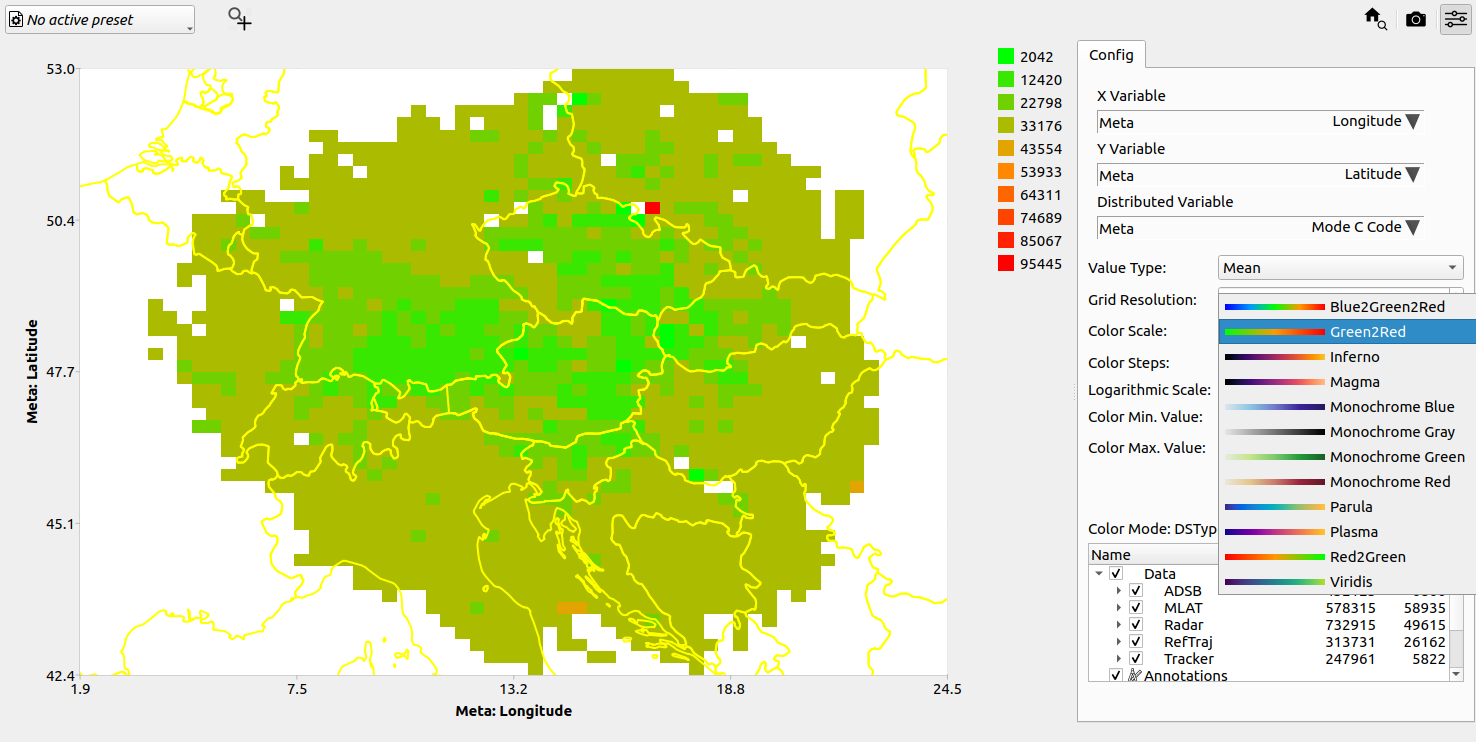 No active preset
53.0
50.4
47.7
45.1
42.4
Meta: Latitude
1.9
7.5
13.2
18.8
24.5
Meta: Longitude
2042
12420
22798
33176
43554
53933
64311
74689
85067
95445
Config
X Variable
Meta Longitude
Y Variable
Meta Latitude
Distributed Variable
Meta Mode C Code
Value Type: Mean
Grid Resolution:
Color Scale:
Color Steps:
Logarithmic Scale:
Color Min. Value:
Color Max. Value:
Blue2Green2Red
Green2Red
Inferno
Magma
Monochrome Blue
Monochrome Gray
Monochrome Green
Monochrome Red
Parula
Plasma
Red2Green
Viridis
Color Mode: DSTyp
Name
Data
ADSB
MLAT 578315 58935
Radar 732915 49615
RefTraj 313731 26162
Tracker 247961 5822
Annotations